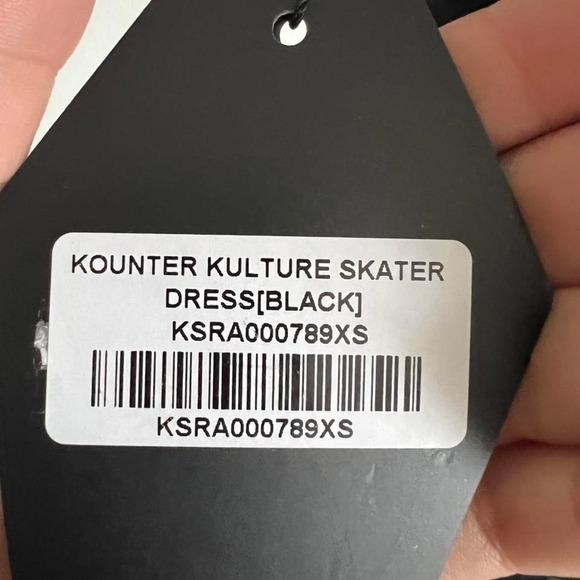 KOUNTER KULTURE SKATER
DRESS[BLACK]
KSRA000789XS
KSRA000789XS